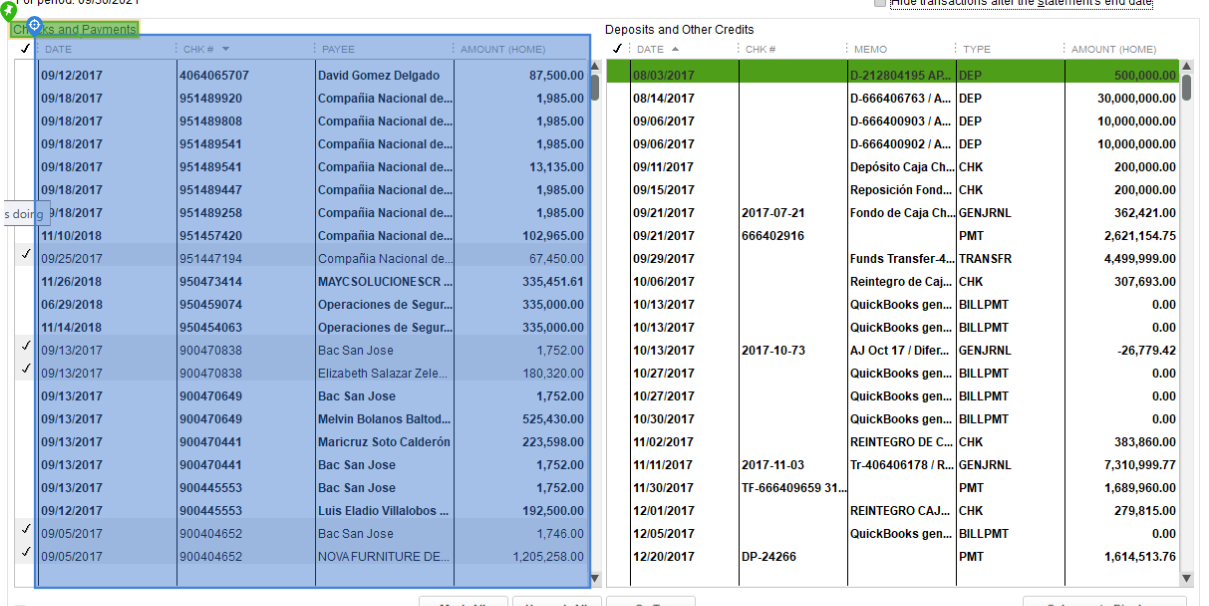 For period: 09/30/2021
Hide transactions after the statement's end date
Checks and Payments
DATE CHK # PAYEE AMOUNT (HOME)
09/12/2017 4064065707 David Gomez Delgado 87,500.00
09/18/2017 951489920 Compañia Nacional de... 1,985.00
09/18/2017 951489808 Compañia Nacional de... 1,985.00
09/18/2017 951489541 Compañia Nacional de... 1,985.00
09/18/2017 951489541 Compañia Nacional de... 13,135.00
09/18/2017 951489447 Compañia Nacional de... 1,985.00
s doing 9/18/2017 951489258 Compañia Nacional de... 1,985.00
11/10/2018 951457420 Compañia Nacional de... 102,965.00
✓ 09/25/2017 951447194 Compañia Nacional de... 67,450.00
11/26/2018 950473414 MAYCSOLUCIONESCR ... 335,451.61
06/29/2018 950459074 Operaciones de Segur... 335,000.00
11/14/2018 950454063 Operaciones de Segur... 335,000.00
✓ 09/13/2017 900470838 Bac San Jose 1,752.00
✓ 09/13/2017 900470838 Elizabeth Salazar Zele... 180,320.00
09/13/2017 900470649 Bac San Jose 1,752.00
09/13/2017 900470649 Melvin Bolanos Baltod... 525,430.00
09/13/2017 900470441 Maricruz Soto Calderón 223,598.00
09/13/2017 900470441 Bac San Jose 1,752.00
09/13/2017 900445553 Bac San Jose 1,752.00
09/12/2017 900445553 Luis Eladio Villalobos ... 192,500.00
✓ 09/05/2017 900404652 Bac San Jose 1,746.00
✓ 09/05/2017 900404652 NOVAFURNITURE DE... 1,205,258.00
Deposits and Other Credits
✓ DATE CHK # MEMO TYPE AMOUNT (HOME)
08/03/2017 D-212804195 AP... DEP 500,000.00
08/14/2017 D-666406763 / A... DEP 30,000,000.00
09/06/2017 D-666400903 / A... DEP 10,000,000.00
09/06/2017 D-666400902 / A... DEP 10,000,000.00
09/11/2017 Depósito Caja Ch... CHK 200,000.00
09/15/2017 Reposición Fond... CHK 200,000.00
09/21/2017 2017-07-21 Fondo de Caja Ch... GENJRNL 362,421.00
09/21/2017 666402916 PMT 2,621,154.75
09/29/2017 Funds Transfer-4... TRANSFR 4,499,999.00
10/06/2017 Reintegro de Caj... CHK 307,693.00
10/13/2017 QuickBooks gen... BILLPMT 0.00
10/13/2017 QuickBooks gen... BILLPMT 0.00
10/13/2017 2017-10-73 AJ Oct 17 / Difer... GENJRNL -26,779.42
10/27/2017 QuickBooks gen... BILLPMT 0.00
10/27/2017 QuickBooks gen... BILLPMT 0.00
10/30/2017 QuickBooks gen... BILLPMT 0.00
11/02/2017 REINTEGRO DE C... CHK 383,860.00
11/11/2017 2017-11-03 Tr-406406178 / R... GENJRNL 7,310,999.77
11/30/2017 TF-666409659 31... PMT 1,689,960.00
12/01/2017 REINTEGRO CAJ... CHK 279,815.00
12/05/2017 QuickBooks gen... BILLPMT 0.00
12/20/2017 DP-24266 PMT 1,614,513.76